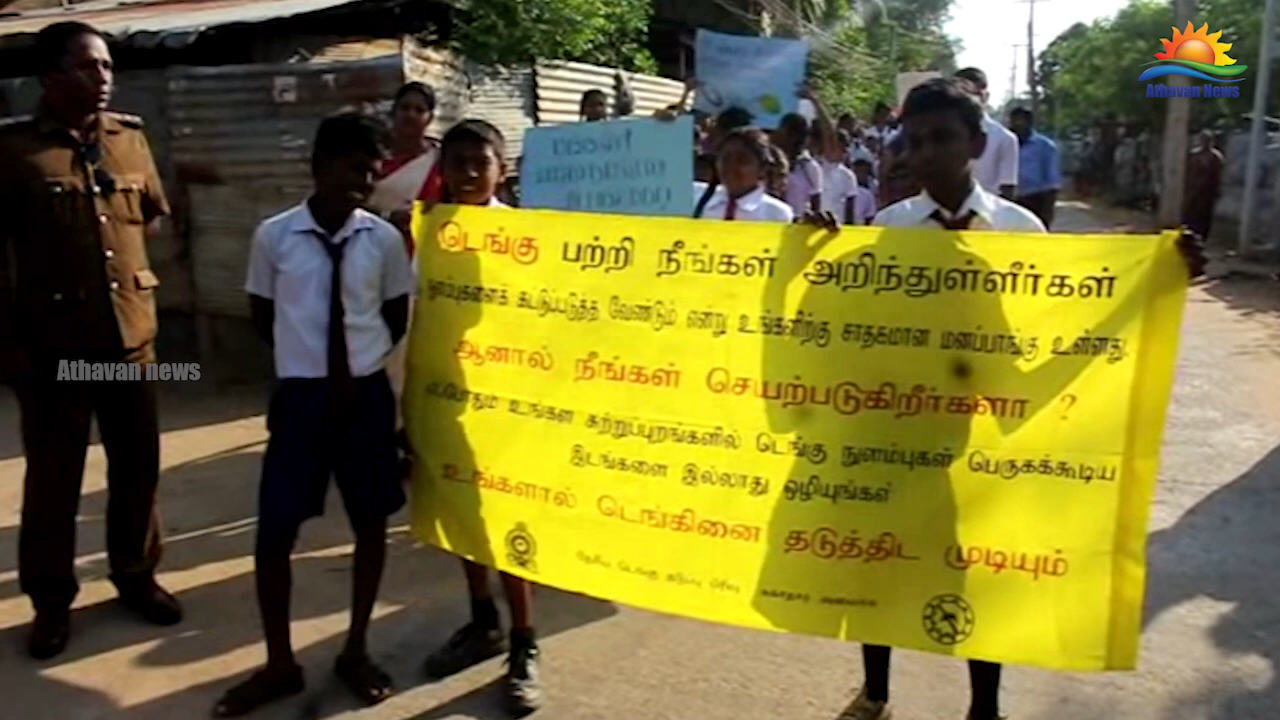 Athavan News
டெங்கு பற்றி நீங்கள் அறிந்துள்ளீர்கள்
நுளம்புகளைக் கட்டுப்படுத்த வேண்டும் என்று உங்களிற்கு சாதகமான மனப்பாங்கு உள்ளது.
ஆனால் நீங்கள் செயற்படுகிறீர்களா ?
எப்போதும் உங்கள் சுற்றுப்புறங்களில் டெங்கு நுளம்புகள் பெருகக்கூடிய
இடங்களை இல்லாது ஒழியுங்கள்
உங்களால் டெங்கினை தடுத்திட முடியும்
தேசிய டெங்கு தடுப்பு பிரிவு
Athavan news